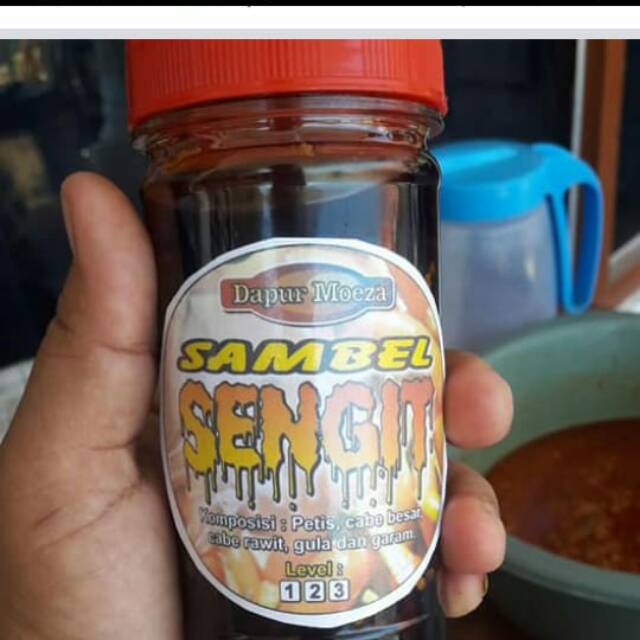 Dapur Moeza
SAMBEL
SENGIT
Komposisi : Petis, cabe besar,
cabe rawit, gula dan garam.
Level :
1 2 3